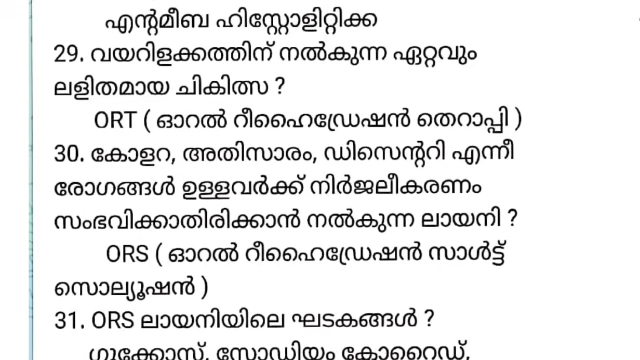 എന്റമീബ ഹിസ്റ്റോളിറ്റിക്ക
29. വയറിളക്കത്തിന് നൽകുന്ന ഏറ്റവും
ലളിതമായ ചികിത്സ ?
ORT ( ഓറൽ റീഹൈഡ്രേഷൻ തെറാപ്പി )
30. കോളറ, അതിസാരം, ഡിസെന്ററി എന്നീ
രോഗങ്ങൾ ഉള്ളവർക്ക് നിർജലീകരണം
സംഭവിക്കാതിരിക്കാൻ നൽകുന്ന ലായനി ?
ORS ( ഓറൽ റീഹൈഡ്രേഷൻ സാൾട്ട്
സൊല്യൂഷൻ )
31. ORS ലായനിയിലെ ഘടകങ്ങൾ ?
ഗ്ലൂക്കോസ്, സോഡിയം ക്ലോറൈഡ്,